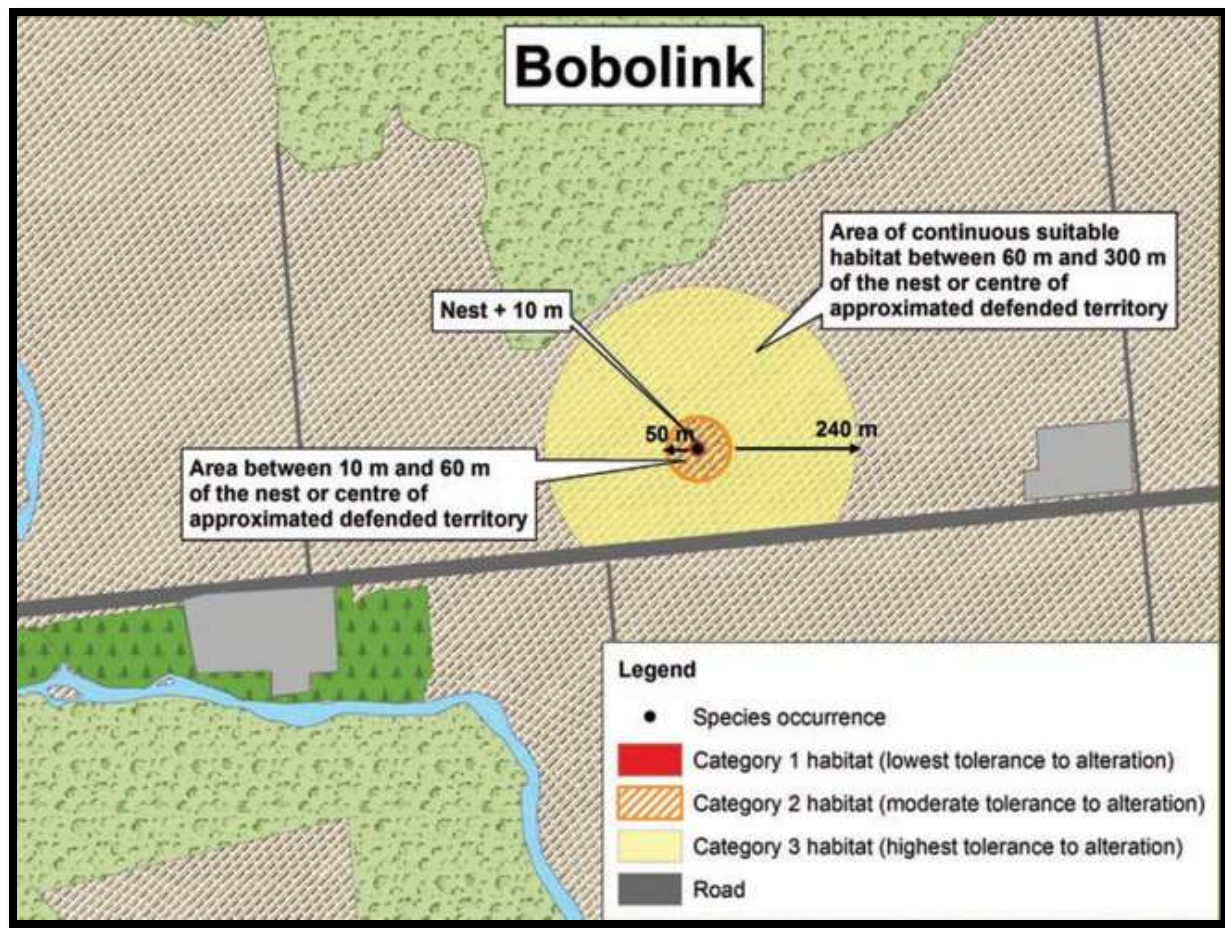 Bobolink
Area of continuous suitable
habitat between 60 m and 300 m
of the nest or centre of
approximated defended territory
Nest + 10 m
50 m
240 m
Area between 10 m and 60 m
of the nest or centre of
approximated defended territory
Legend
Species occurrence
Category 1 habitat (lowest tolerance to alteration)
Category 2 habitat (moderate tolerance to alteration)
Category 3 habitat (highest tolerance to alteration)
Road